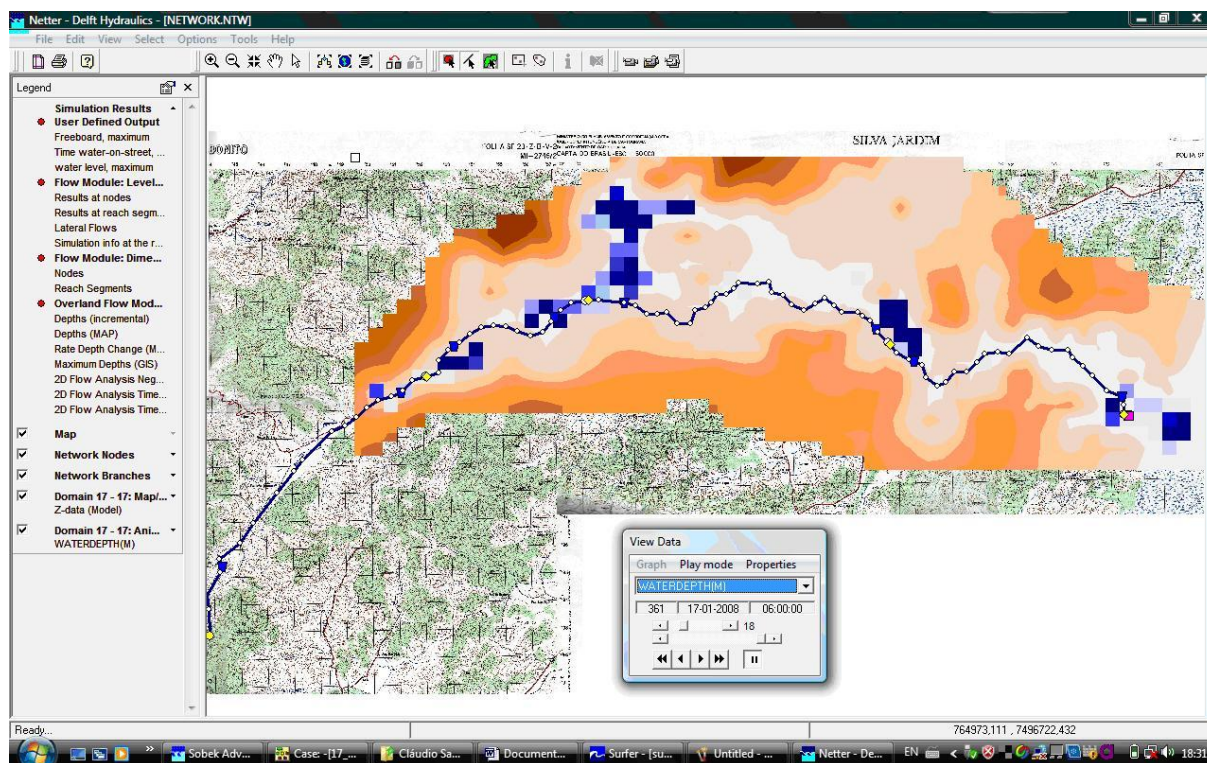 Netter - Delft Hydraulics - [NETWORK.NTW]
File Edit View Select Options Tools Help
Legend
Simulation Results
User Defined Output
Freeboard, maximum
Time water-on-street, ...
water level, maximum
Flow Module: Level...
Results at nodes
Results at reach segm...
Lateral Flows
Simulation info at the r...
Flow Module: Dime...
Nodes
Reach Segments
Overland Flow Mod...
Depths (incremental)
Depths (MAP)
Rate Depth Change (M...
Maximum Depths (GIS)
2D Flow Analysis Neg...
2D Flow Analysis Time...
2D Flow Analysis Time...
Map
Network Nodes
Network Branches
Domain 17 - 17: Map/...
Z-data (Model)
Domain 17 - 17: Ani...
WATERDEPTH(M)
BONITO
SILVA JARDIM
View Data
Graph Play mode Properties
WATERDEPTH(M)
361 17-01-2008 06:00:00
18
Ready...
764973,111 , 7496722,432
Sobek Adv...
Case: -[17_...
Cláudio Sa...
Document...
Surfer - [su...
Untitled - ...
Netter - De...
EN
18:31